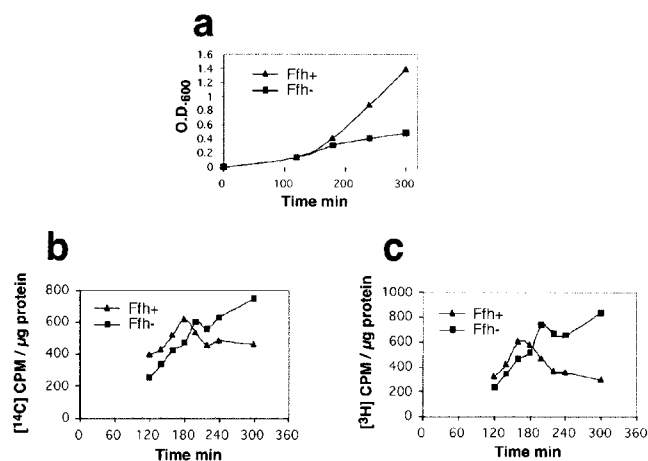 a
1.6
1.4
1.2
1
0.8
0.6
0.4
0.2
0
O.D-600
Ffh+
Ffh-
0 100 200 300
Time min
b
[14C] CPM / µg protein
800
600
400
200
0
Ffh+
Ffh-
0 60 120 180 240 300 360
Time min
c
[3H] CPM / µg protein
1000
800
600
400
200
0
Ffh+
Ffh-
0 60 120 180 240 300 360
Time min